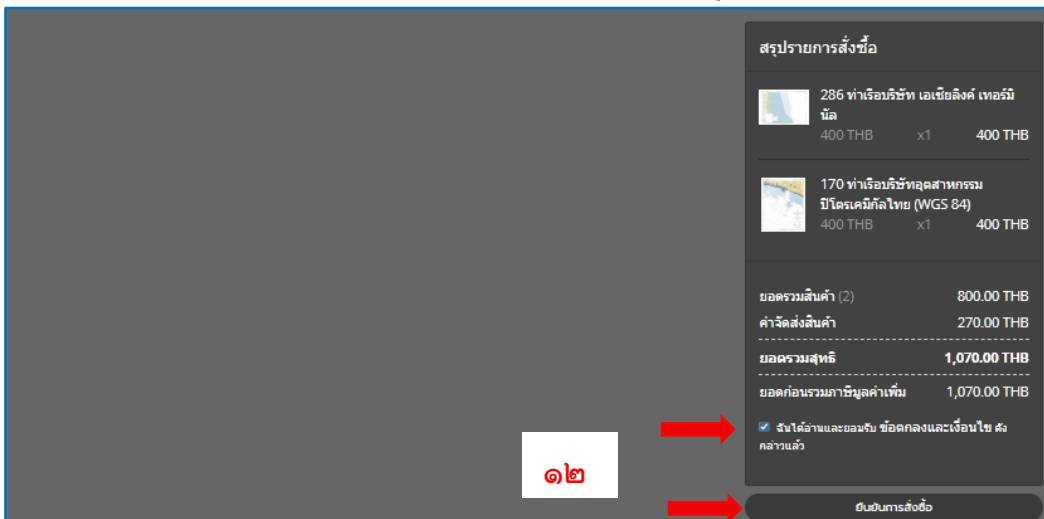 สรุปรายการสั่งซื้อ
286 ท่าเรือบริษัท เอเซียลิงค์ เทอร์มิ
นัล
400 THB x1 400 THB
170 ท่าเรือบริษัทอุตสาหกรรม
ปิโตรเคมิกัลไทย (WGS 84)
400 THB x1 400 THB
ยอดรวมสินค้า (2) 800.00 THB
ค่าจัดส่งสินค้า 270.00 THB
ยอดรวมสุทธิ 1,070.00 THB
ยอดก่อนรวมภาษีมูลค่าเพิ่ม 1,070.00 THB
ฉันได้อ่านและยอมรับ ข้อตกลงและเงื่อนไข ดัง
กล่าวแล้ว
๑๒
ยืนยันการสั่งซื้อ